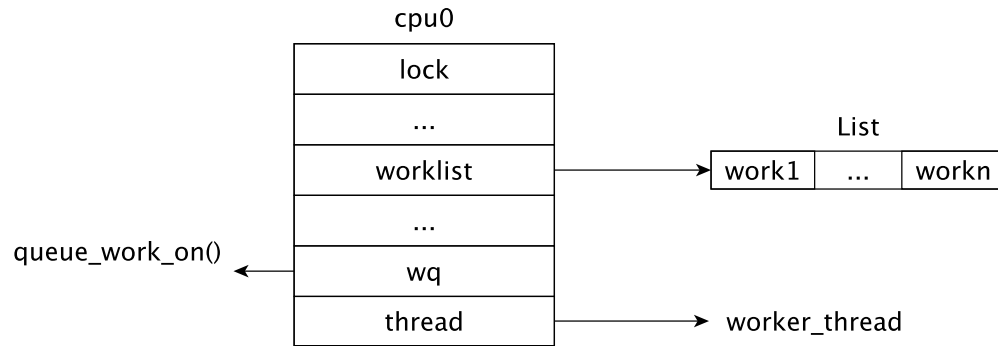 cpu0
lock
...
List
worklist
work1 ... workn
...
queue_work_on()
wq
thread
worker_thread